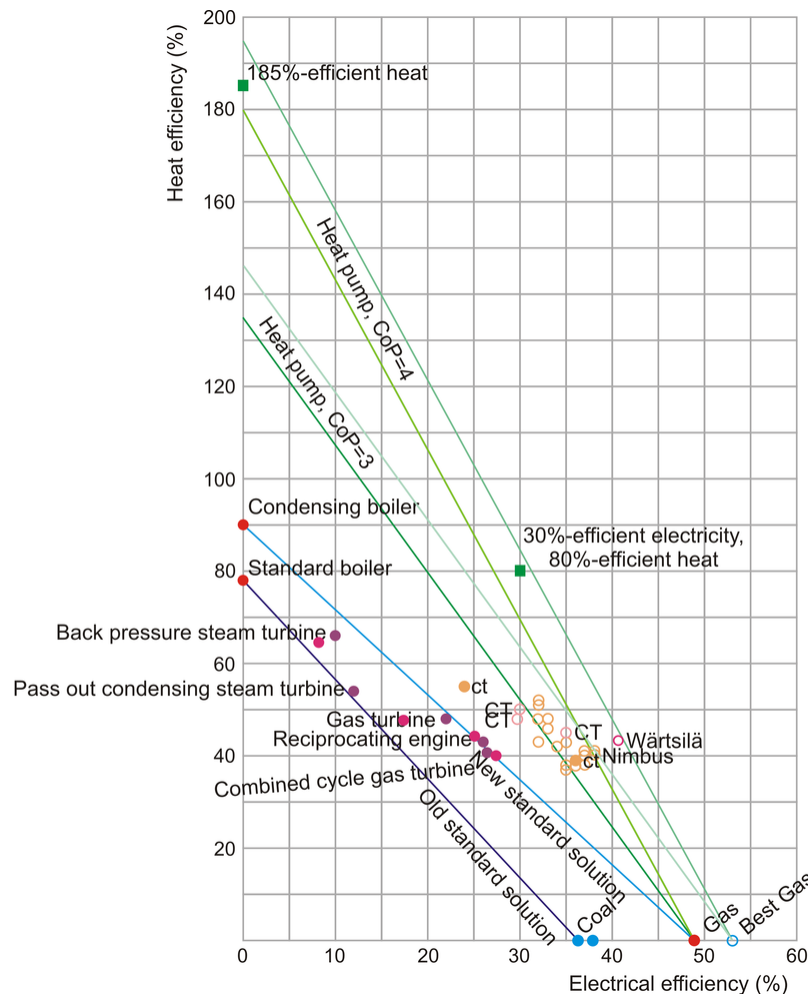 Heat efficiency (%)
200
180
160
140
120
100
80
60
40
20
185%-efficient heat
Heat pump, CoP=4
Heat pump, CoP=3
Condensing boiler
30%-efficient electricity,
80%-efficient heat
Standard boiler
Back pressure steam turbine
Pass out condensing steam turbine
ct
CT
CT
Gas turbine
CT
Wärtsilä
Reciprocating engine
ct
Nimbus
Combined cycle gas turbine
New standard solution
Old standard solution
Coal
Gas
Best Gas
0
10
20
30
40
50
60
Electrical efficiency (%)